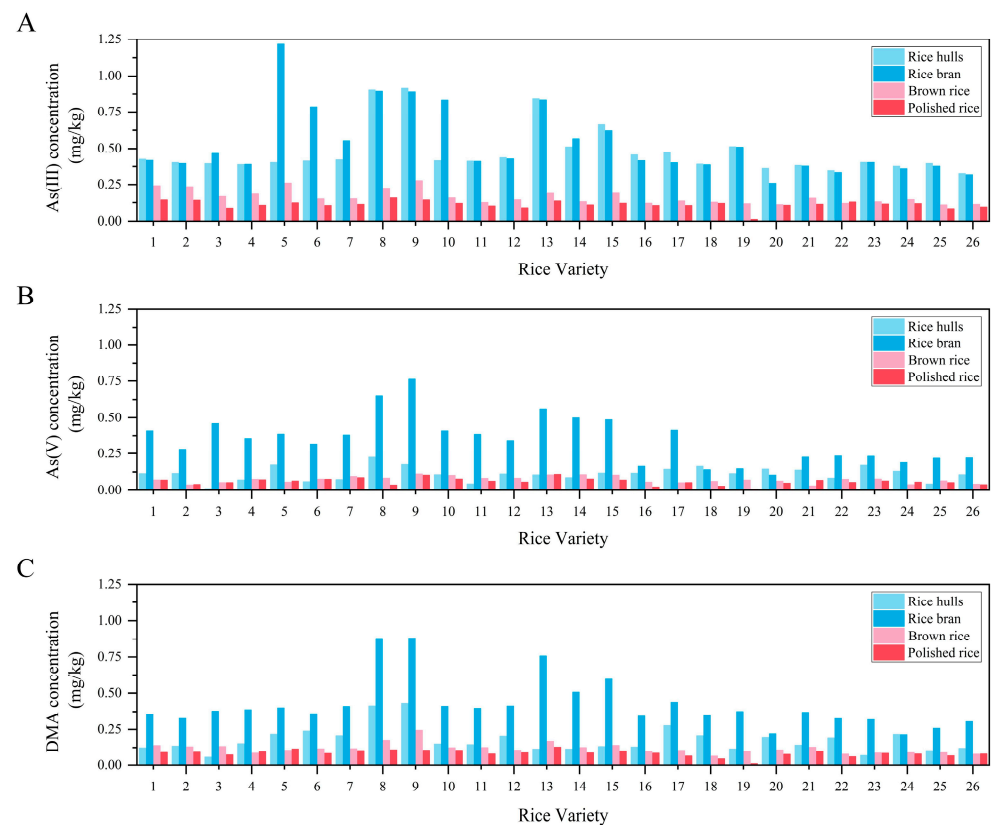 A
As(III) concentration
(mg/kg)
1.25
1.00
0.75
0.50
0.25
0.00
Rice hulls
Rice bran
Brown rice
Polished rice
1 2 3 4 5 6 7 8 9 10 11 12 13 14 15 16 17 18 19 20 21 22 23 24 25 26
Rice Variety
B
As(V) concentration
(mg/kg)
1.25
1.00
0.75
0.50
0.25
0.00
Rice hulls
Rice bran
Brown rice
Polished rice
1 2 3 4 5 6 7 8 9 10 11 12 13 14 15 16 17 18 19 20 21 22 23 24 25 26
Rice Variety
C
DMA concentration
(mg/kg)
1.25
1.00
0.75
0.50
0.25
0.00
Rice hulls
Rice bran
Brown rice
Polished rice
1 2 3 4 5 6 7 8 9 10 11 12 13 14 15 16 17 18 19 20 21 22 23 24 25 26
Rice Variety